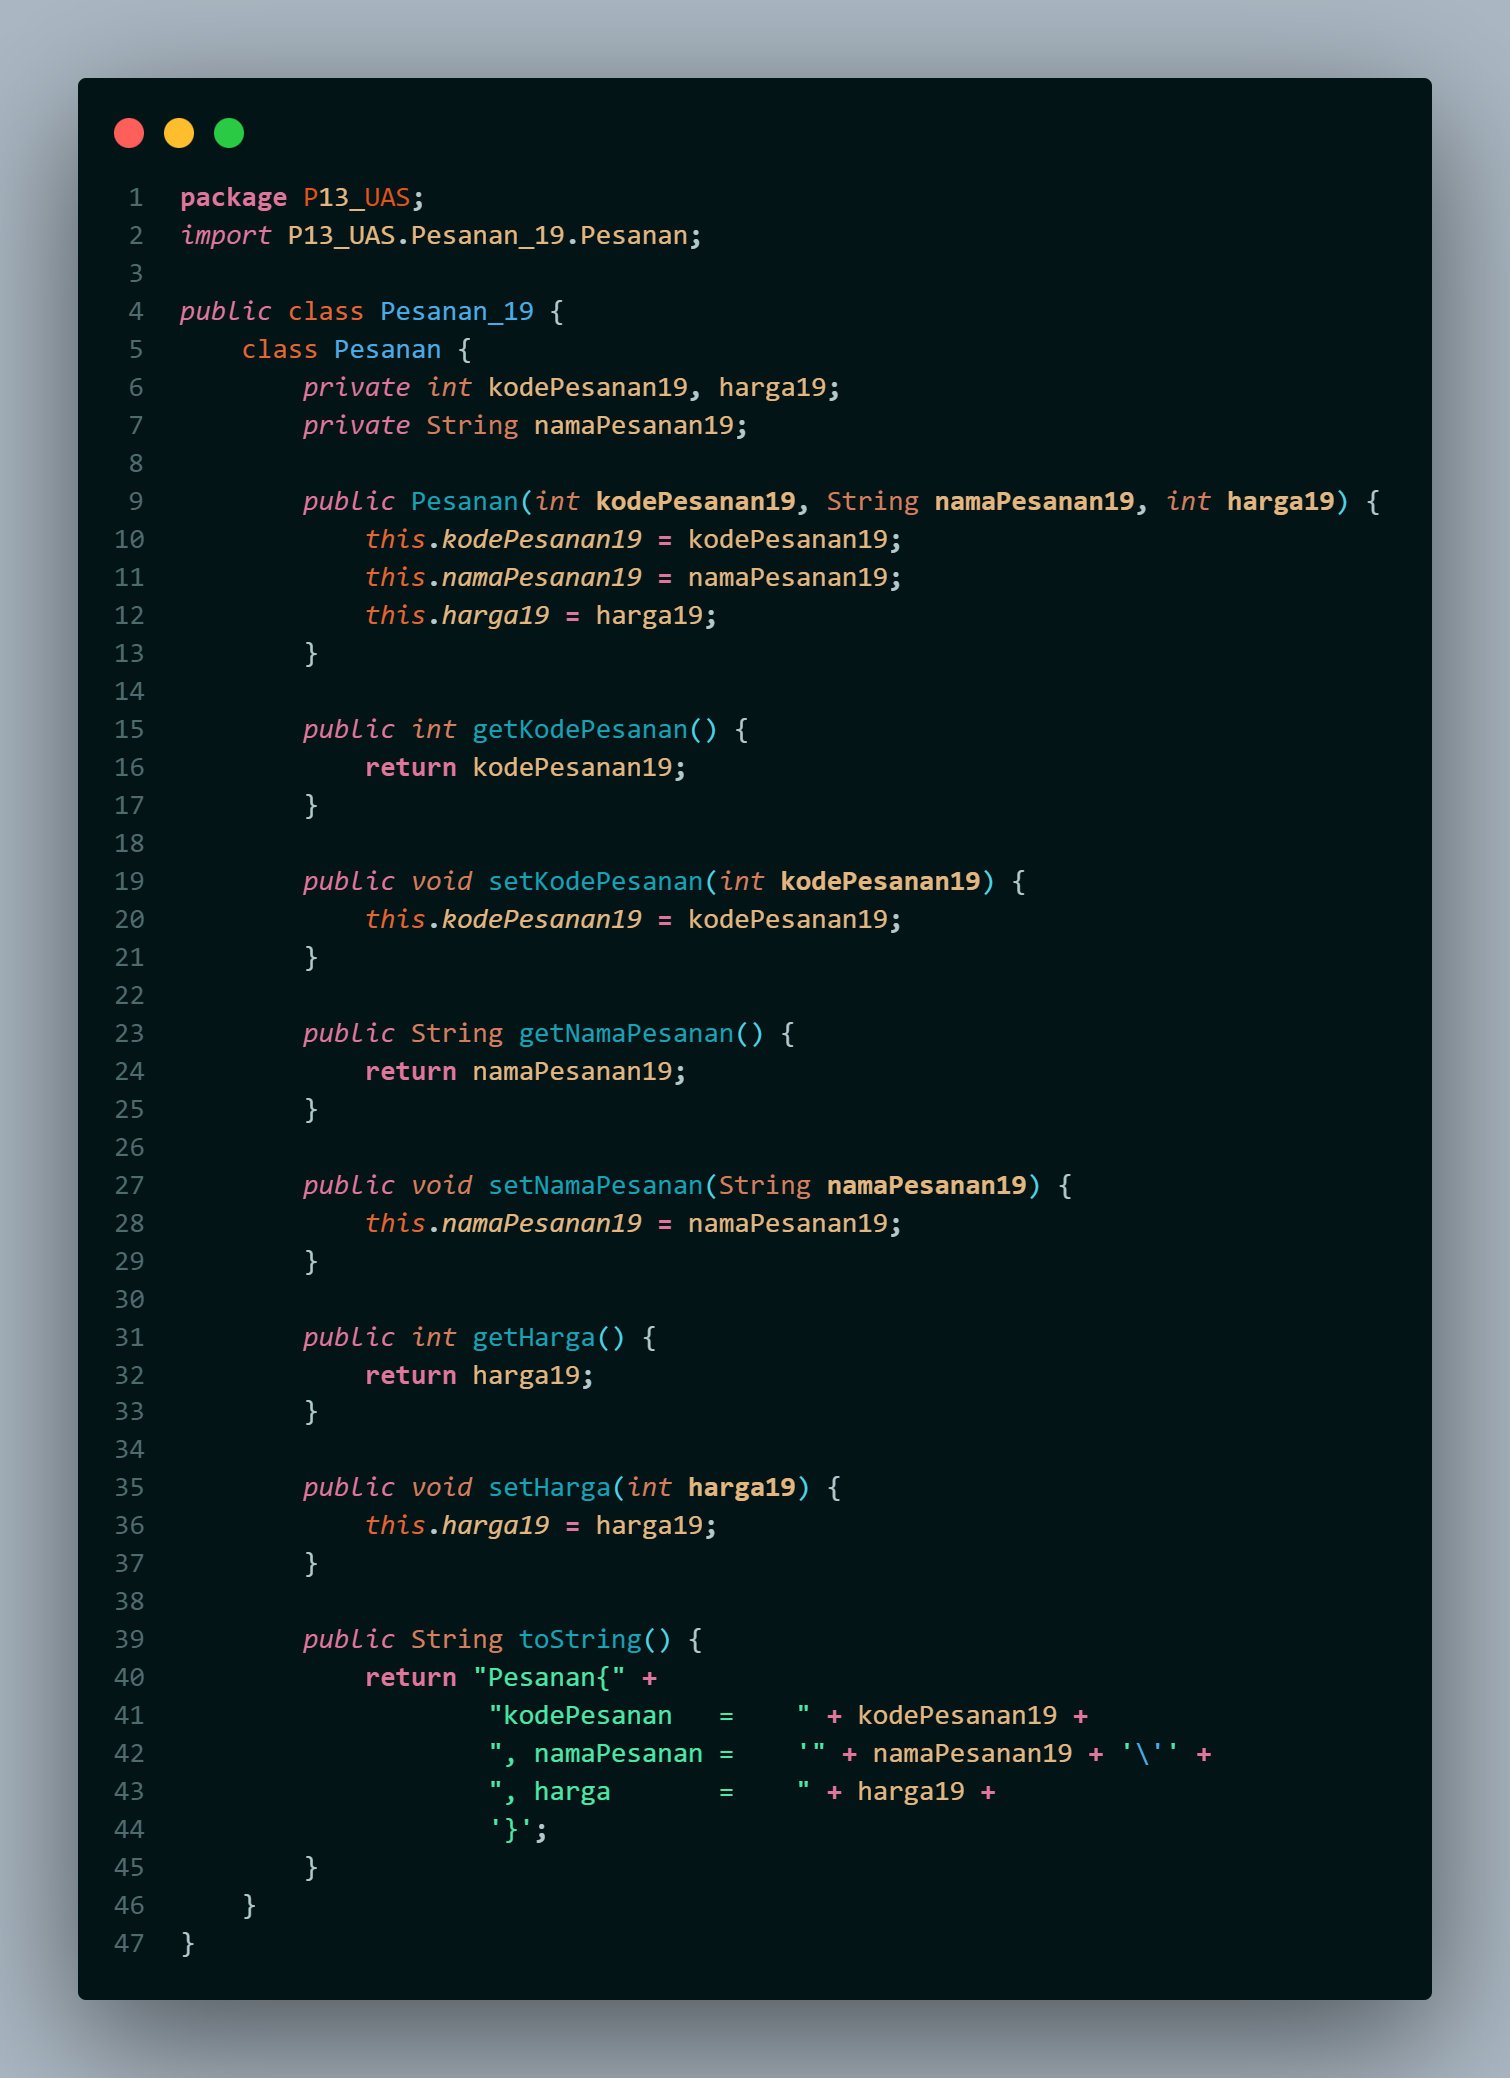 1 package P13_UAS;
2 import P13_UAS.Pesanan_19.Pesanan;
3
4 public class Pesanan_19 {
5     class Pesanan {
6         private int kodePesanan19, harga19;
7         private String namaPesanan19;
8
9         public Pesanan(int kodePesanan19, String namaPesanan19, int harga19) {
10             this.kodePesanan19 = kodePesanan19;
11             this.namaPesanan19 = namaPesanan19;
12             this.harga19 = harga19;
13         }
14
15         public int getKodePesanan() {
16             return kodePesanan19;
17         }
18
19         public void setKodePesanan(int kodePesanan19) {
20             this.kodePesanan19 = kodePesanan19;
21         }
22
23         public String getNamaPesanan() {
24             return namaPesanan19;
25         }
26
27         public void setNamaPesanan(String namaPesanan19) {
28             this.namaPesanan19 = namaPesanan19;
29         }
30
31         public int getHarga() {
32             return harga19;
33         }
34
35         public void setHarga(int harga19) {
36             this.harga19 = harga19;
37         }
38
39         public String toString() {
40             return "Pesanan{" +
41                     "kodePesanan   =    " + kodePesanan19 +
42                     ", namaPesanan =    '" + namaPesanan19 + '\'' +
43                     ", harga       =    " + harga19 +
44                     '}';
45         }
46     }
47 }